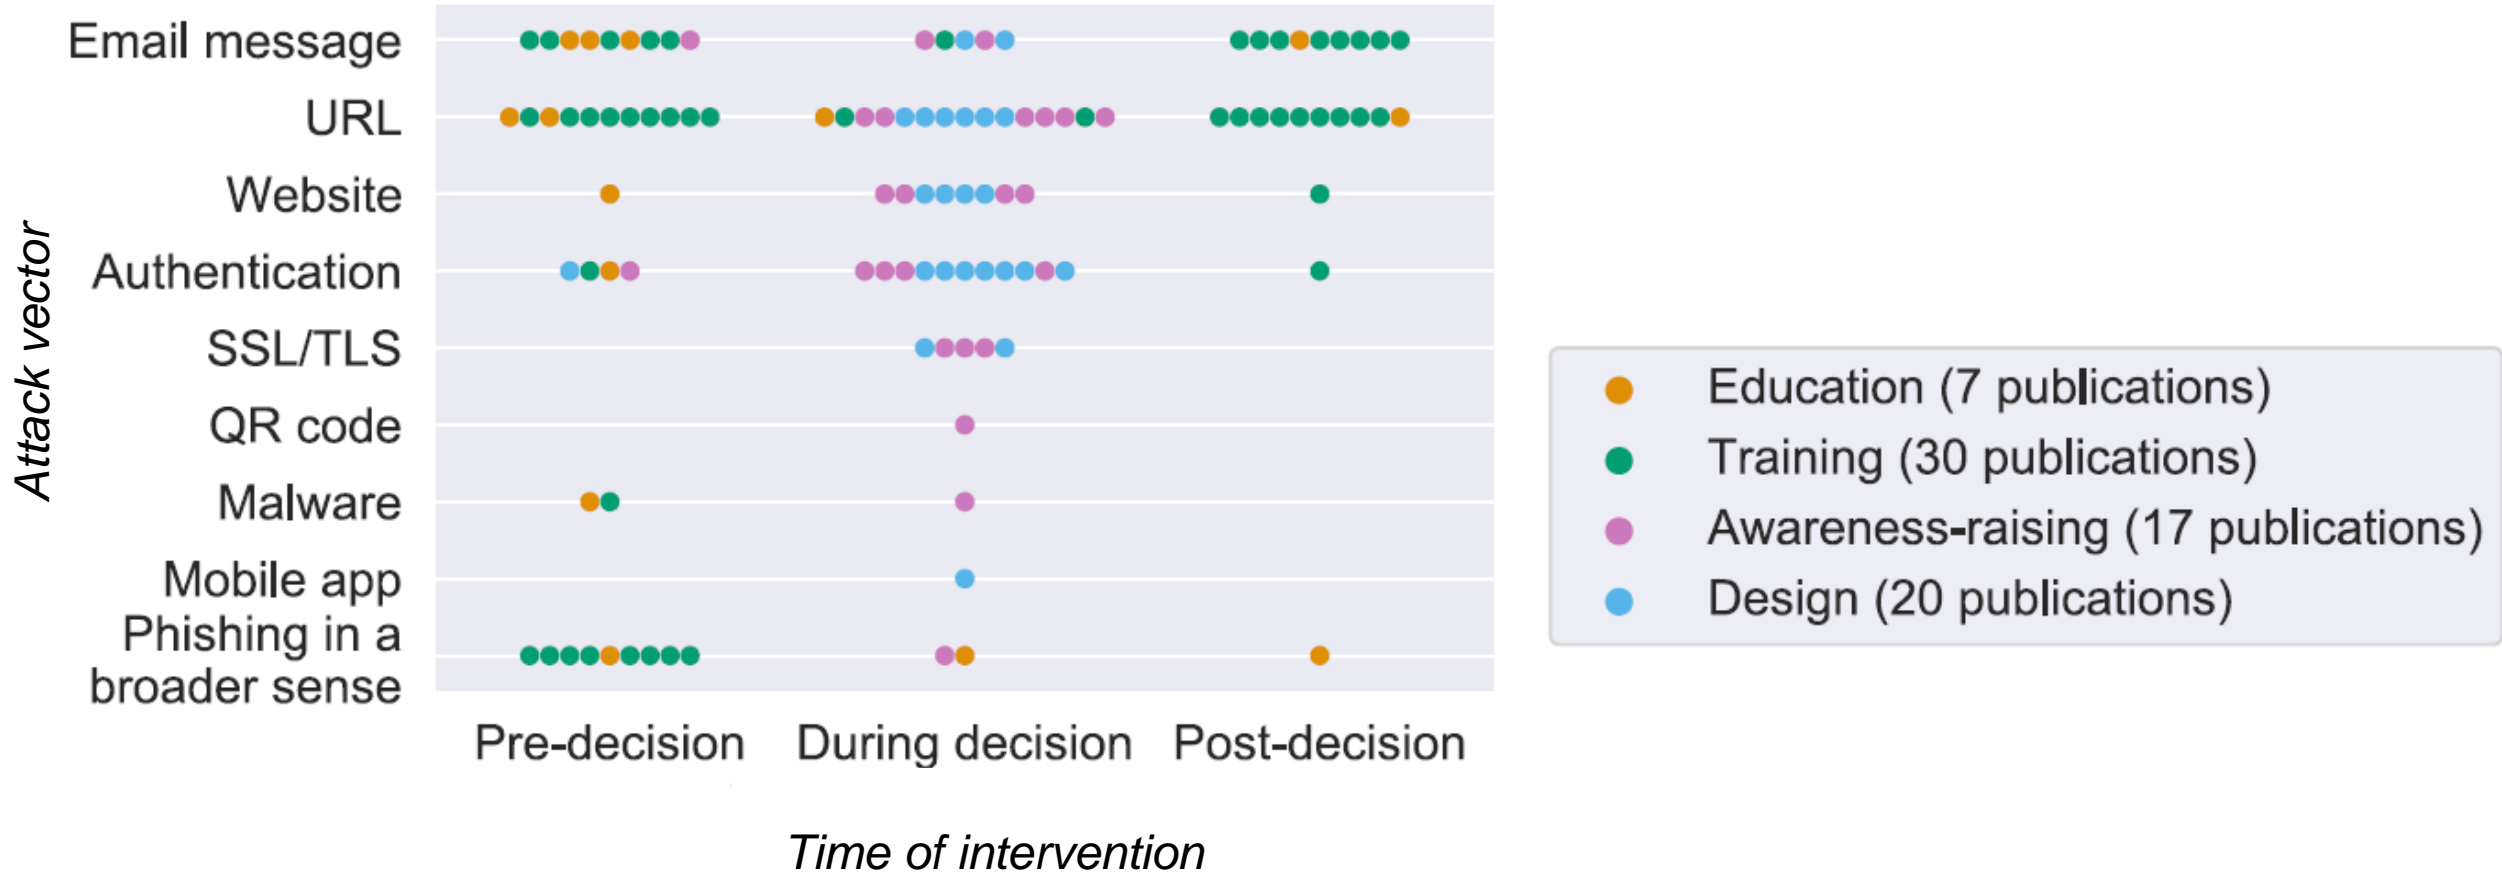 Attack vector
Email message
URL
Website
Authentication
SSL/TLS
QR code
Malware
Mobile app
Phishing in a
broader sense
Pre-decision
During decision
Post-decision
Time of intervention
Education (7 publications)
Training (30 publications)
Awareness-raising (17 publications)
Design (20 publications)